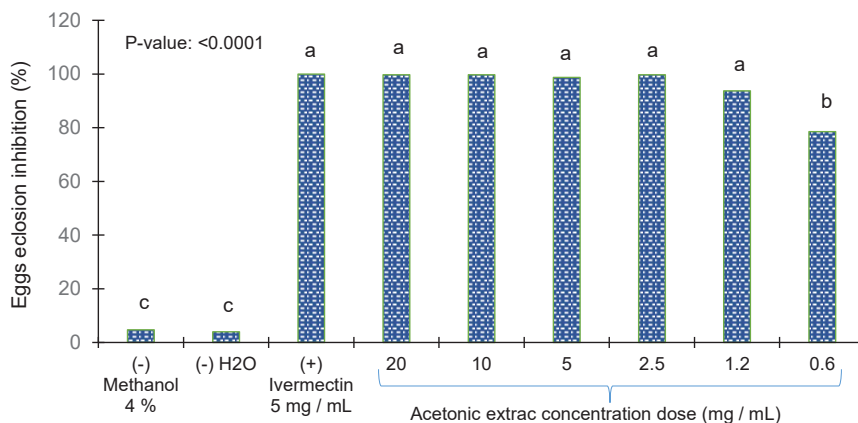 120
100
80
60
40
20
0
Eggs eclosion inhibition (%)
P-value: <0.0001
c
c
a
a
a
a
a
a
b
(-)
Methanol
4 %
(-) H2O
(+)
Ivermectin
5 mg / mL
20
10
5
2.5
1.2
0.6
Acetonic extrac concentration dose (mg / mL)